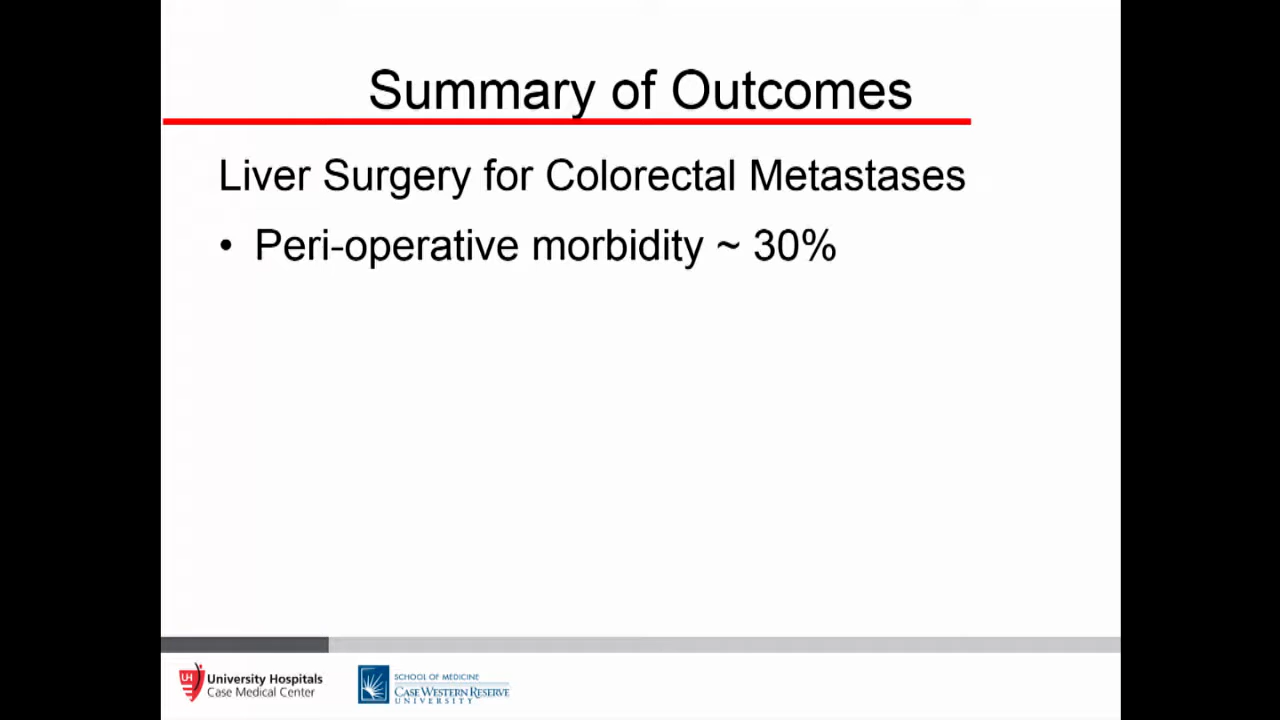 Summary of Outcomes
Liver Surgery for Colorectal Metastases
• Peri-operative morbidity ~ 30%
UH
University Hospitals
Case Medical Center
SCHOOL OF MEDICINE
CASE WESTERN RESERVE
UNIVERSITY